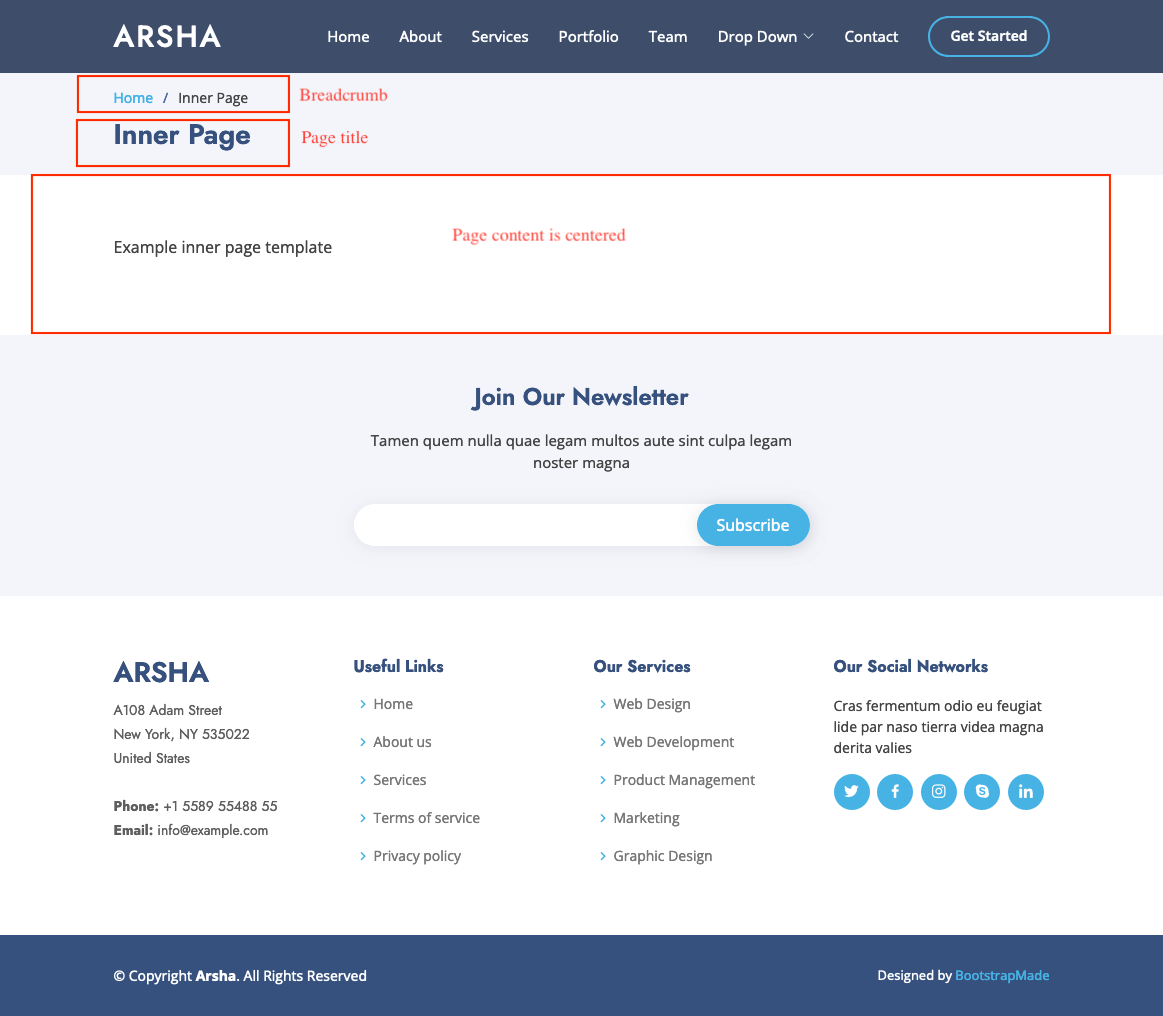 ARSHA Home About Services Portfolio Team Drop Down Contact Get Started
Home / Inner Page Breadcrumb
Inner Page Page title
Page content is centered
Example inner page template
Join Our Newsletter
Tamen quem nulla quae legam multos aute sint culpa legam
noster magna
Subscribe
ARSHA
A108 Adam Street
New York, NY 535022
United States
Phone: +1 5589 55488 55
Email: info@example.com
Useful Links
Home
About us
Services
Terms of service
Privacy policy
Our Services
Web Design
Web Development
Product Management
Marketing
Graphic Design
Our Social Networks
Cras fermentum odio eu feugiat
lide par naso tierra videa magna
derita valies
© Copyright Arsha. All Rights Reserved
Designed by BootstrapMade